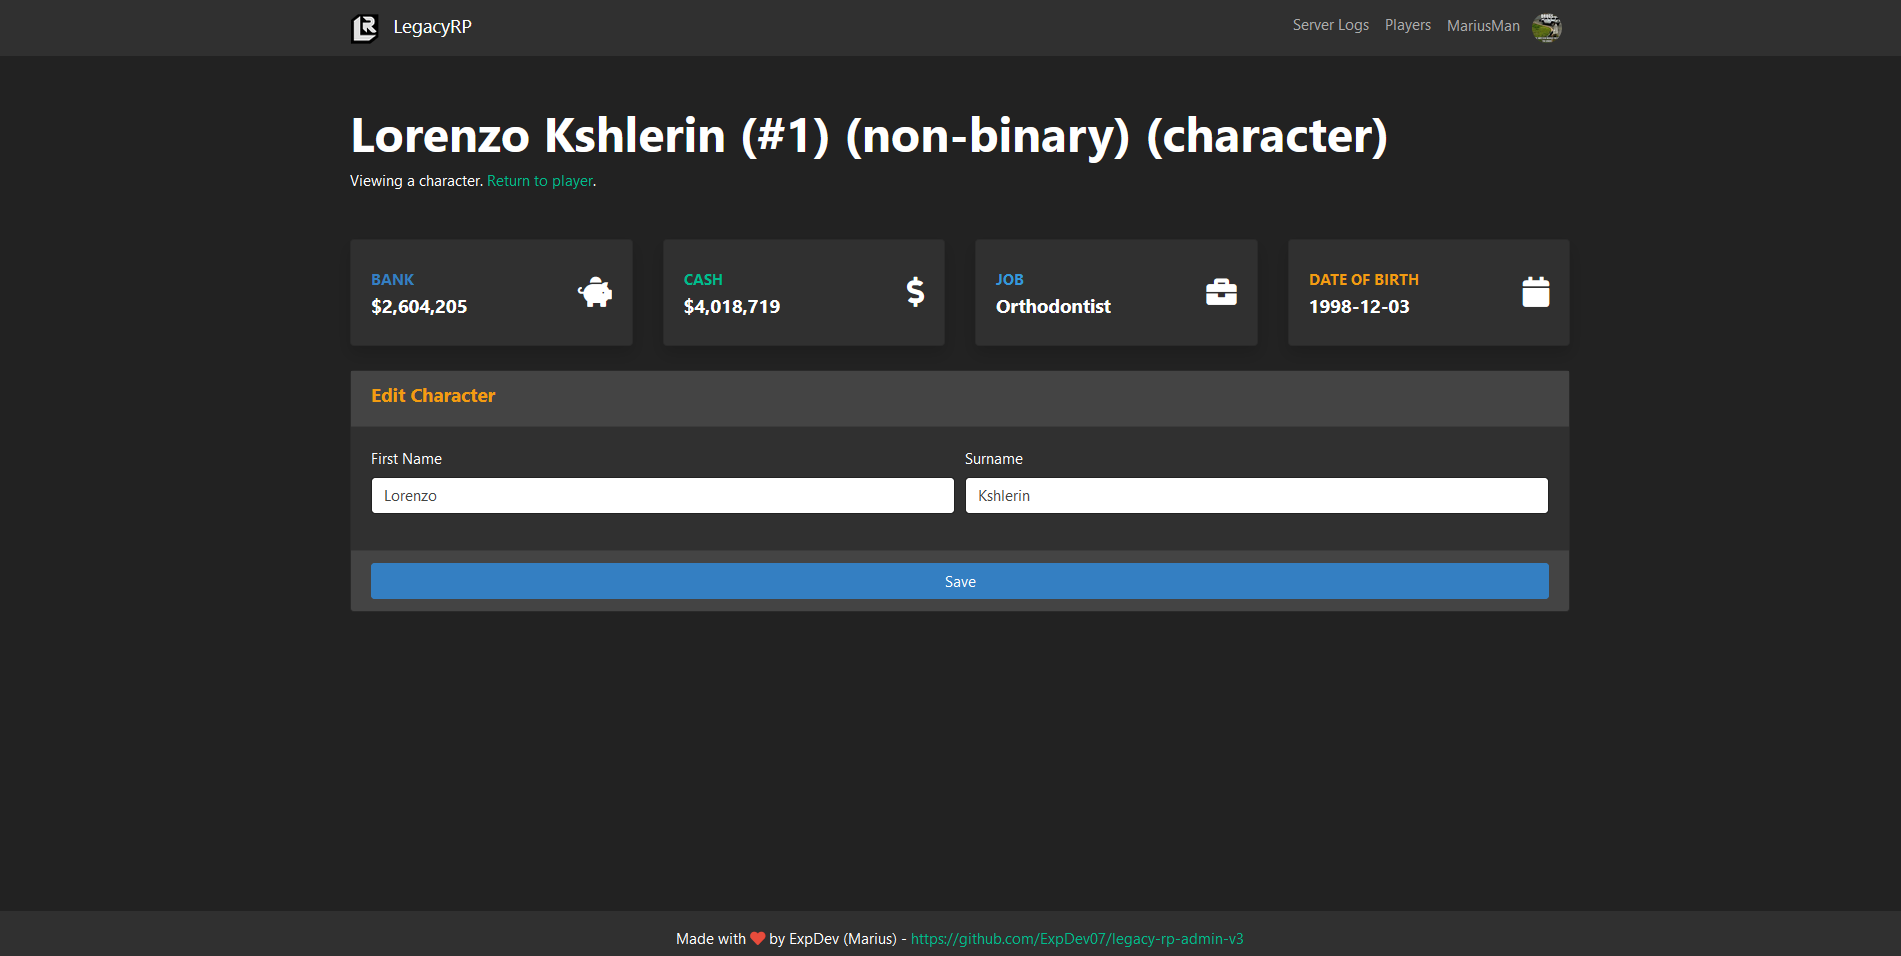 LegacyRP
Server Logs Players MariusMan
Lorenzo Kshlerin (#1) (non-binary) (character)
Viewing a character. Return to player.
BANK
$2,604,205
CASH
$4,018,719
JOB
Orthodontist
DATE OF BIRTH
1998-12-03
Edit Character
First Name
Lorenzo
Surname
Kshlerin
Save
Made with ❤ by ExpDev (Marius) - https://github.com/ExpDev07/legacy-rp-admin-v3